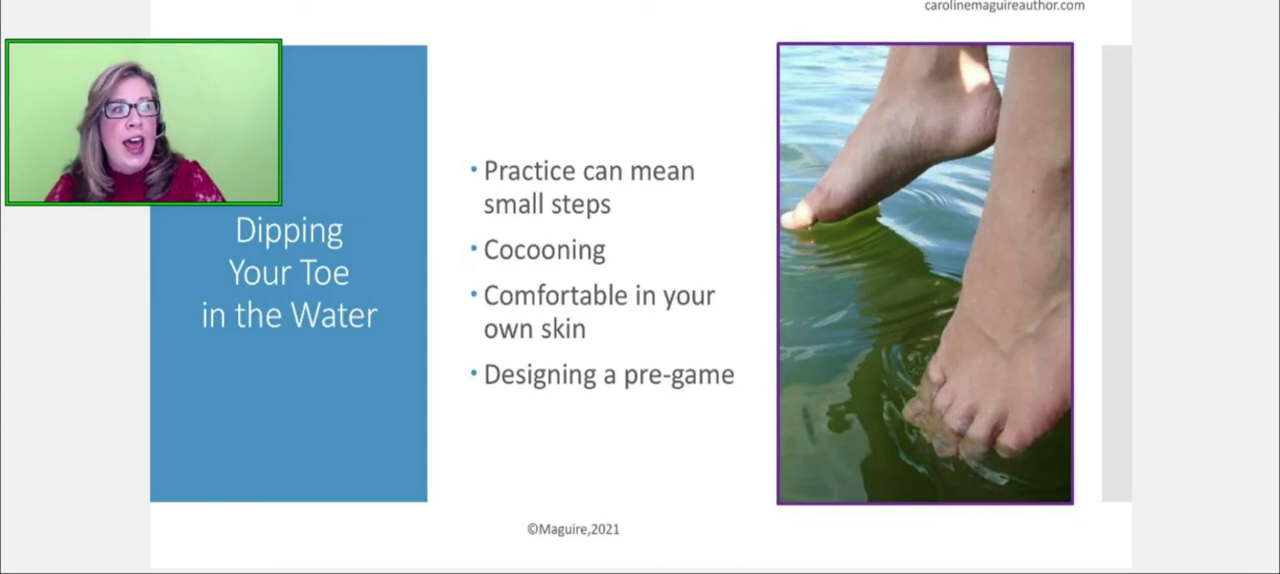 carolinemaguireauthor.com
Dipping
Your Toe
in the Water
• Practice can mean
small steps
• Cocooning
• Comfortable in your
own skin
• Designing a pre-game
©Maguire,2021